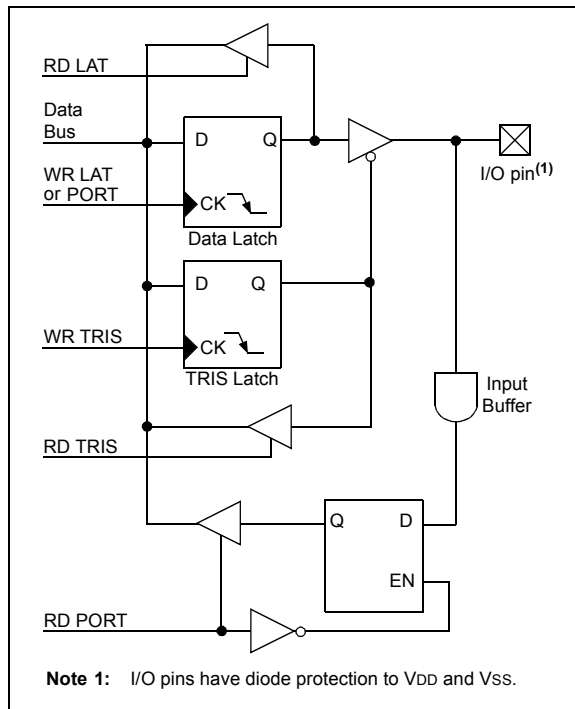 RD LAT
Data
Bus
D Q
WR LAT
or PORT
I/O pin(1)
CK
Data Latch
D Q
WR TRIS
CK
TRIS Latch
Input
Buffer
RD TRIS
Q D
EN
RD PORT
Note 1: I/O pins have diode protection to VDD and VSS.